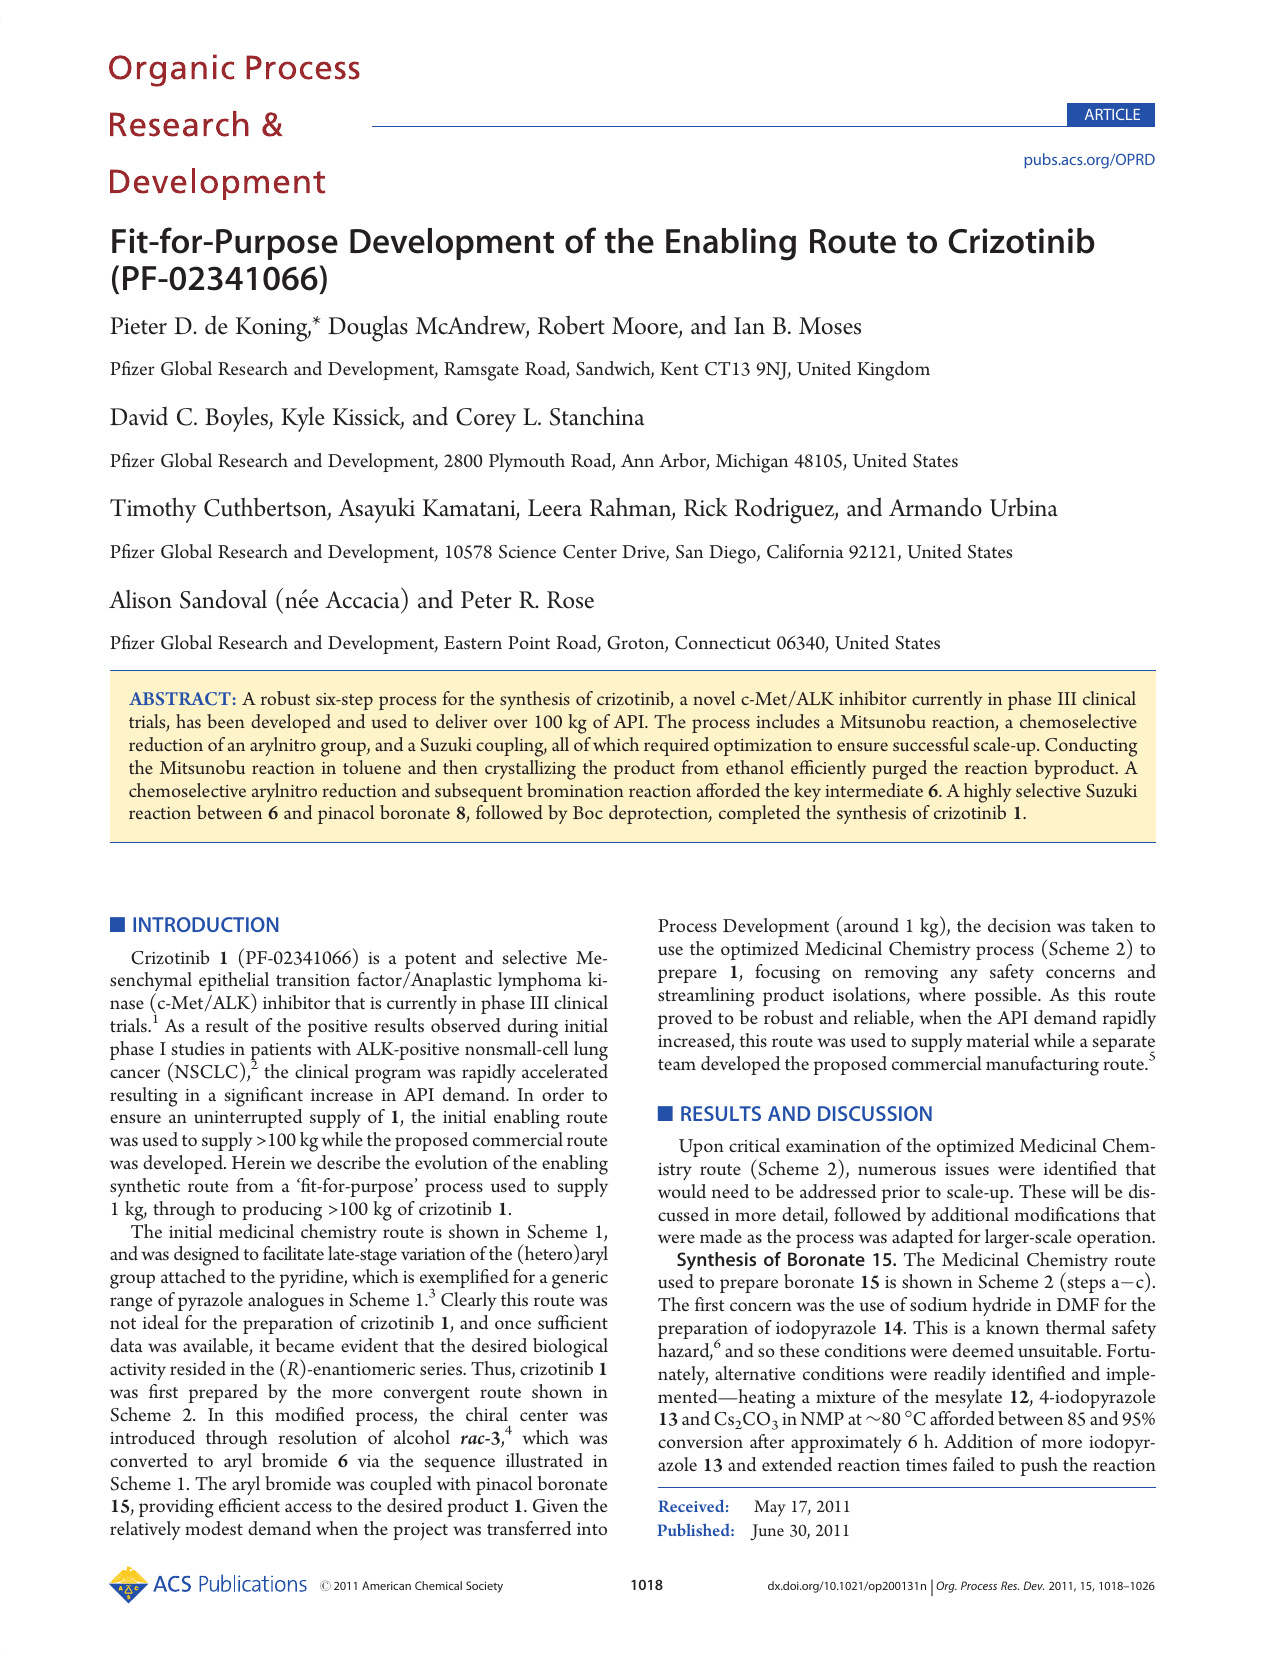 Organic Process
Research &
Development
ARTICLE
pubs.acs.org/OPRD
Fit-for-Purpose Development of the Enabling Route to Crizotinib
(PF-02341066)
Pieter D. de Koning,* Douglas McAndrew, Robert Moore, and Ian B. Moses
Pfizer Global Research and Development, Ramsgate Road, Sandwich, Kent CT13 9NJ, United Kingdom
David C. Boyles, Kyle Kissick, and Corey L. Stanchina
Pfizer Global Research and Development, 2800 Plymouth Road, Ann Arbor, Michigan 48105, United States
Timothy Cuthbertson, Asayuki Kamatani, Leera Rahman, Rick Rodriguez, and Armando Urbina
Pfizer Global Research and Development, 10578 Science Center Drive, San Diego, California 92121, United States
Alison Sandoval (née Accacia) and Peter R. Rose
Pfizer Global Research and Development, Eastern Point Road, Groton, Connecticut 06340, United States
ABSTRACT: A robust six-step process for the synthesis of crizotinib, a novel c-Met/ALK inhibitor currently in phase III clinical
trials, has been developed and used to deliver over 100 kg of API. The process includes a Mitsunobu reaction, a chemoselective
reduction of an arylnitro group, and a Suzuki coupling, all of which required optimization to ensure successful scale-up. Conducting
the Mitsunobu reaction in toluene and then crystallizing the product from ethanol efficiently purged the reaction byproduct. A
chemoselective arylnitro reduction and subsequent bromination reaction afforded the key intermediate 6. A highly selective Suzuki
reaction between 6 and pinacol boronate 8, followed by Boc deprotection, completed the synthesis of crizotinib 1.
■ INTRODUCTION
Crizotinib 1 (PF-02341066) is a potent and selective Me-
senchymal epithelial transition factor/Anaplastic lymphoma ki-
nase (c-Met/ALK) inhibitor that is currently in phase III clinical
trials.1 As a result of the positive results observed during initial
phase I studies in patients with ALK-positive nonsmall-cell lung
cancer (NSCLC),2 the clinical program was rapidly accelerated
resulting in a significant increase in API demand. In order to
ensure an uninterrupted supply of 1, the initial enabling route
was used to supply >100 kg while the proposed commercial route
was developed. Herein we describe the evolution of the enabling
synthetic route from a ‘fit-for-purpose’ process used to supply
1 kg, through to producing >100 kg of crizotinib 1.
The initial medicinal chemistry route is shown in Scheme 1,
and was designed to facilitate late-stage variation of the (hetero)aryl
group attached to the pyridine, which is exemplified for a generic
range of pyrazole analogues in Scheme 1.3 Clearly this route was
not ideal for the preparation of crizotinib 1, and once sufficient
data was available, it became evident that the desired biological
activity resided in the (R)-enantiomeric series. Thus, crizotinib 1
was first prepared by the more convergent route shown in
Scheme 2. In this modified process, the chiral center was
introduced through resolution of alcohol rac-3,4 which was
converted to aryl bromide 6 via the sequence illustrated in
Scheme 1. The aryl bromide was coupled with pinacol boronate
15, providing efficient access to the desired product 1. Given the
relatively modest demand when the project was transferred into
Process Development (around 1 kg), the decision was taken to
use the optimized Medicinal Chemistry process (Scheme 2) to
prepare 1, focusing on removing any safety concerns and
streamlining product isolations, where possible. As this route
proved to be robust and reliable, when the API demand rapidly
increased, this route was used to supply material while a separate
team developed the proposed commercial manufacturing route.5
■ RESULTS AND DISCUSSION
Upon critical examination of the optimized Medicinal Chem-
istry route (Scheme 2), numerous issues were identified that
would need to be addressed prior to scale-up. These will be dis-
cussed in more detail, followed by additional modifications that
were made as the process was adapted for larger-scale operation.
Synthesis of Boronate 15. The Medicinal Chemistry route
used to prepare boronate 15 is shown in Scheme 2 (steps a−c).
The first concern was the use of sodium hydride in DMF for the
preparation of iodopyrazole 14. This is a known thermal safety
hazard,6 and so these conditions were deemed unsuitable. Fortu-
nately, alternative conditions were readily identified and imple-
mented—heating a mixture of the mesylate 12, 4-iodopyrazole
13 and Cs2CO3 in NMP at ~80 °C afforded between 85 and 95%
conversion after approximately 6 h. Addition of more iodopyr-
azole 13 and extended reaction times failed to push the reaction
Received: May 17, 2011
Published: June 30, 2011
ACS Publications © 2011 American Chemical Society
1018
dx.doi.org/10.1021/op200131n | Org. Process Res. Dev. 2011, 15, 1018–1026